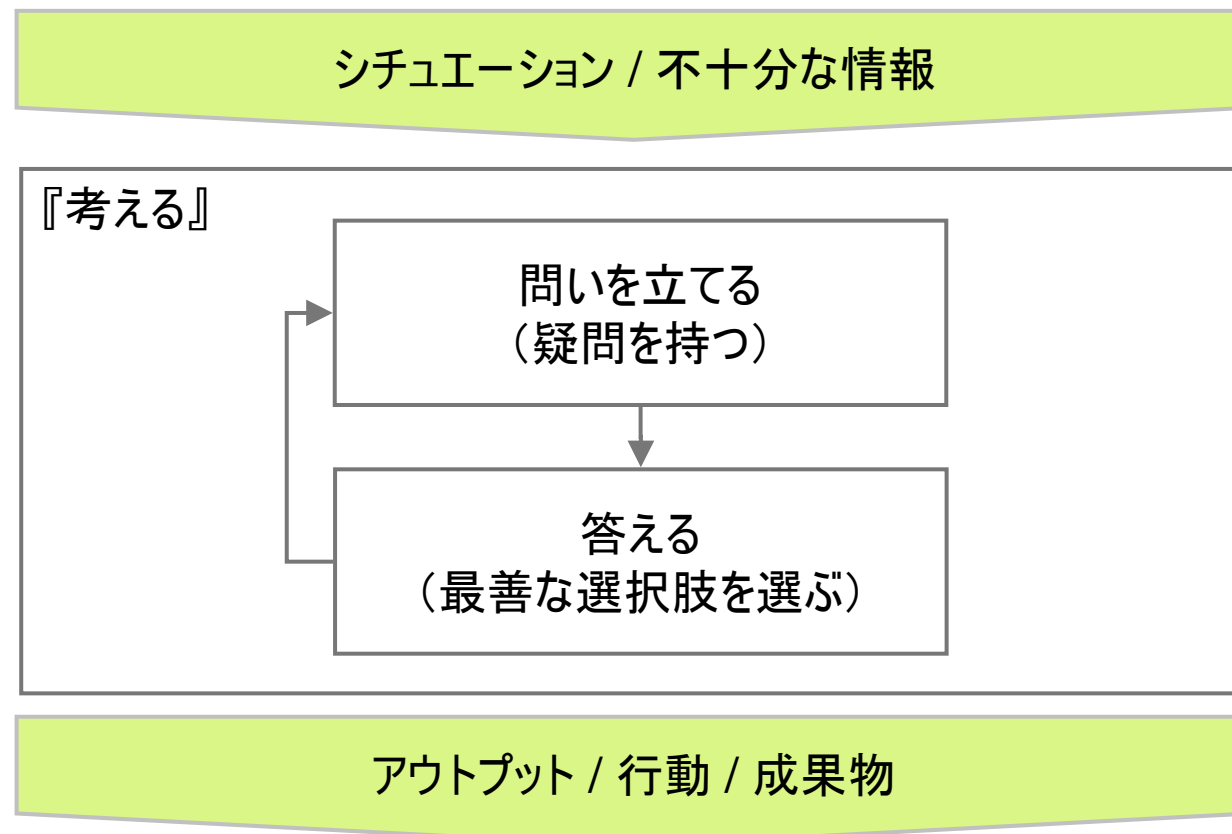 シチュエーション / 不十分な情報
『考える』
問いを立てる
（疑問を持つ）
答える
（最善な選択肢を選ぶ）
アウトプット / 行動 / 成果物